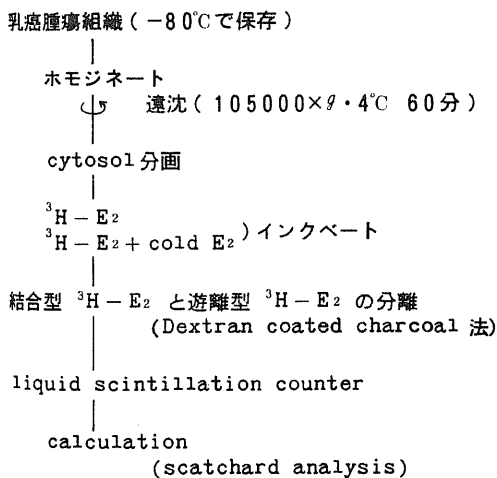 乳癌腫瘍組織(－80℃で保存)
ホモジネート
遠沈(105000×g・4℃ 60分)
cytosol分画
³H－E₂
³H－E₂＋cold E₂
)インクベート
結合型 ³H－E₂ と遊離型 ³H－E₂ の分離
(Dextran coated charcoal 法)
liquid scintillation counter
calculation
(scatchard analysis)